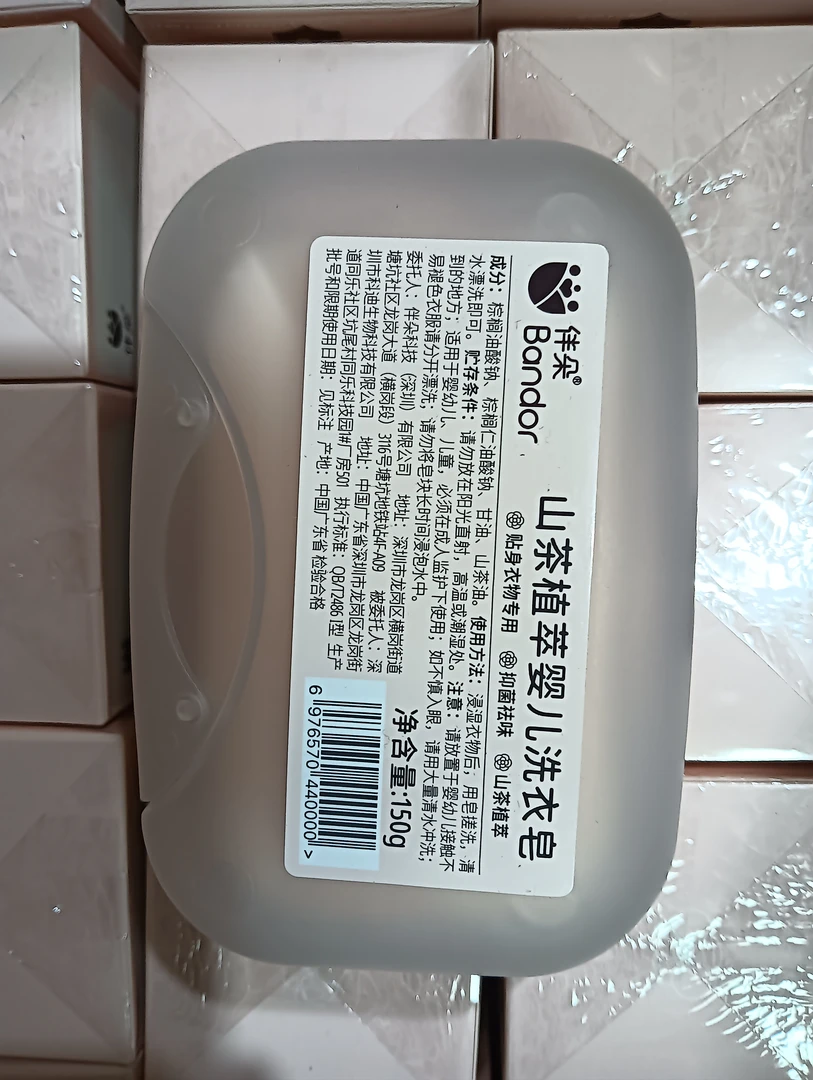 伴朵®
Bandor
山茶植萃婴儿洗衣皂
贴身衣物专用 抑菌祛味 山茶植萃
成分：棕榈油酸钠、棕榈仁油酸钠、甘油、山茶油。使用方法：浸湿衣物后，用皂搓洗，清
水漂洗即可。贮存条件：请勿放在阳光直射，高温或潮湿处。注意：请放置于婴幼儿接触不
到的地方；适用于婴幼儿、儿童，必须在成人监护下使用；如不慎入眼，请用大量清水冲洗；
易褪色衣服请分开漂洗；请勿将皂块长时间浸泡水中。
委托人：伴朵科技（深圳）有限公司 地址：深圳市龙岗区横岗街道
塘坑社区龙岗大道（横岗段）3116号塘坑地铁站4F-A09 被委托人：深
圳市科迪生物科技有限公司 地址：中国广东省深圳市龙岗区龙岗街
道同乐社区坑尾村同乐科技园1#厂房501 执行标准：QB/T2486 I型 生产
批号和限期使用日期：见标注 产地：中国广东省 检验合格
净含量:150g
6 976570 440000 >
伴朵